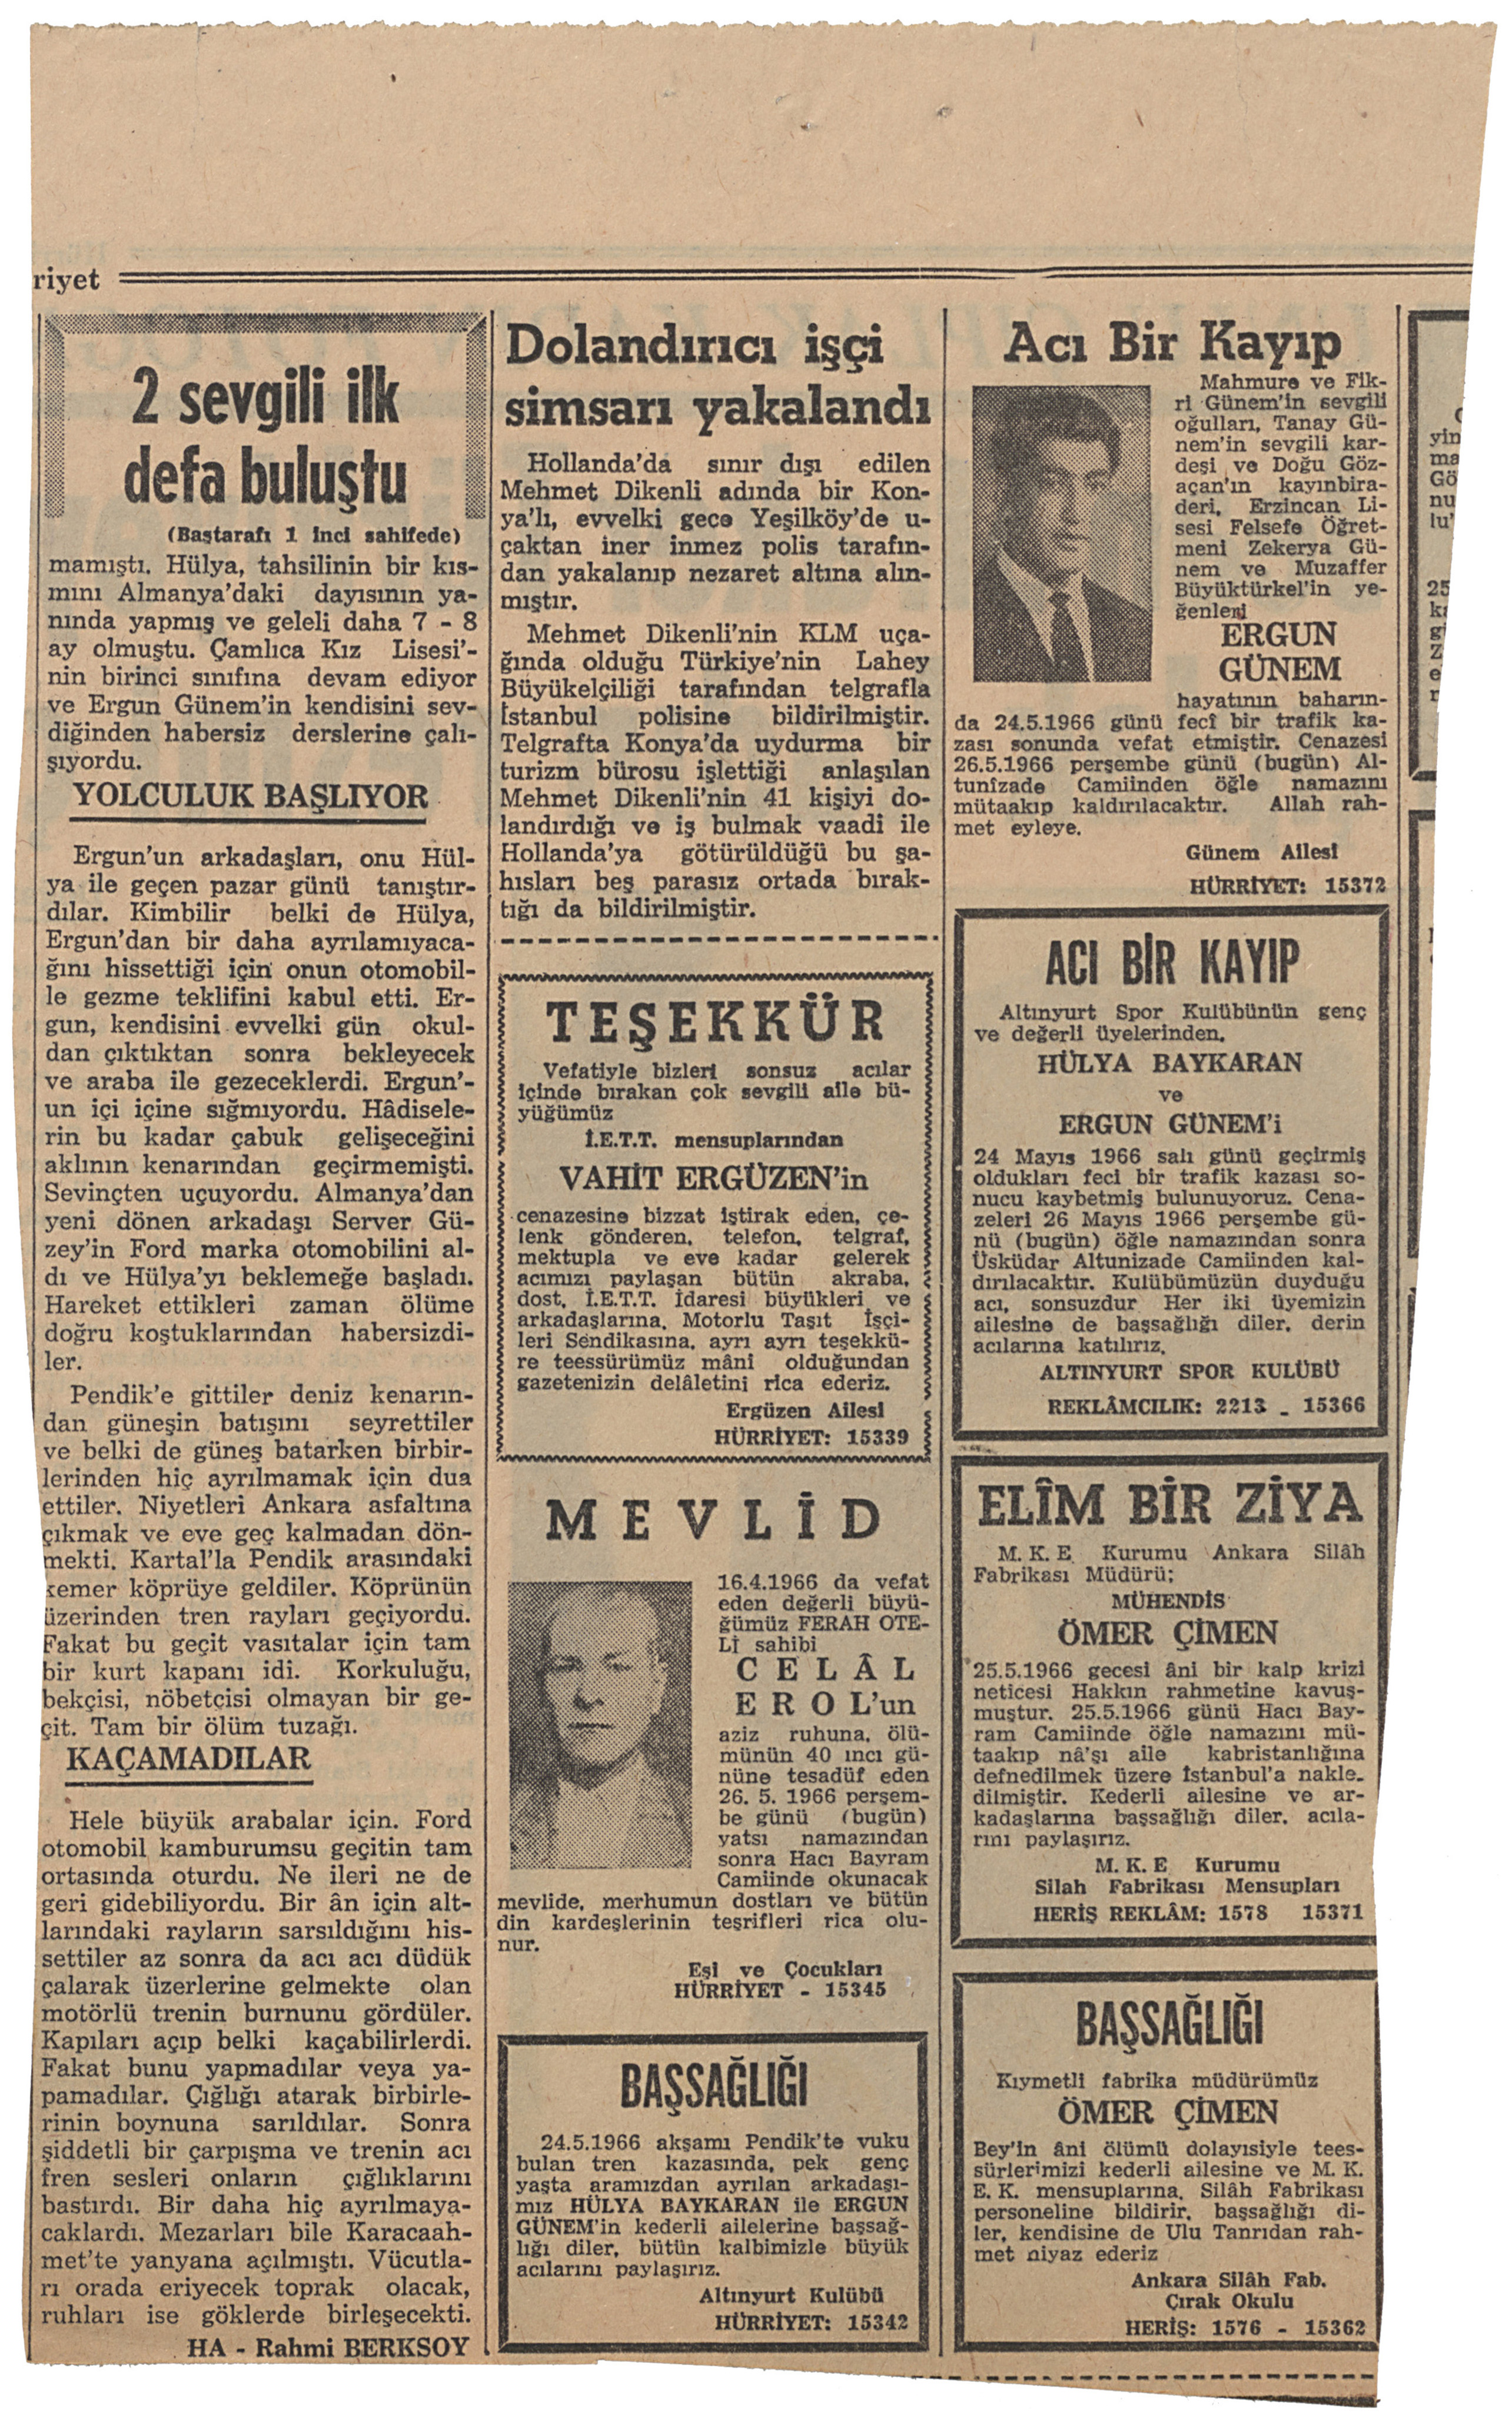 riyet
2 sevgili ilk
defa buluştu
(Baştarafı 1 inci sahifede)
mamıştı. Hülya, tahsilinin bir kıs-
mını Almanya'daki dayısının ya-
nında yapmış ve geleli daha 7 - 8
ay olmuştu. Çamlıca Kız Lisesi'-
nin birinci sınıfına devam ediyor
ve Ergun Günem'in kendisini sev-
diğinden habersiz derslerine çalı-
şıyordu.
YOLCULUK BAŞLIYOR
Ergun'un arkadaşları, onu Hül-
ya ile geçen pazar günü tanıştır-
dılar. Kimbilir belki de Hülya,
Ergun'dan bir daha ayrılamıyaca-
ğını hissettiği için onun otomobil-
le gezme teklifini kabul etti. Er-
gun, kendisini evvelki gün okul-
dan çıktıktan sonra bekleyecek
ve araba ile gezeceklerdi. Ergun'-
un içi içine sığmıyordu. Hâdisele-
rin bu kadar çabuk gelişeceğini
aklının kenarından geçirmemişti.
Sevinçten uçuyordu. Almanya'dan
yeni dönen arkadaşı Server Gü-
zey'in Ford marka otomobilini al-
dı ve Hülya'yı beklemeğe başladı.
Hareket ettikleri zaman ölüme
doğru koştuklarından habersizdi-
ler.
Pendik'e gittiler deniz kenarın-
dan güneşin batışını seyrettiler
ve belki de güneş batarken birbir-
lerinden hiç ayrılmamak için dua
ettiler. Niyetleri Ankara asfaltına
çıkmak ve eve geç kalmadan dön-
mekti. Kartal'la Pendik arasındaki
kemer köprüye geldiler. Köprünün
üzerinden tren rayları geçiyordu.
Fakat bu geçit vasıtalar için tam
bir kurt kapanı idi. Korkuluğu,
bekçisi, nöbetçisi olmayan bir ge-
çit. Tam bir ölüm tuzağı.
KAÇAMADILAR
Hele büyük arabalar için. Ford
otomobil kamburumsu geçitin tam
ortasında oturdu. Ne ileri ne de
geri gidebiliyordu. Bir ân için alt-
larındaki rayların sarsıldığını his-
settiler az sonra da acı acı düdük
çalarak üzerlerine gelmekte olan
motörlü trenin burnunu gördüler.
Kapıları açıp belki kaçabilirlerdi.
Fakat bunu yapmadılar veya ya-
pamadılar. Çığlığı atarak birbirle-
rinin boynuna sarıldılar. Sonra
şiddetli bir çarpışma ve trenin acı
fren sesleri onların çığlıklarını
bastırdı. Bir daha hiç ayrılmaya-
caklardı. Mezarları bile Karacaah-
met'te yanyana açılmıştı. Vücutla-
rı orada eriyecek toprak olacak,
ruhları ise göklerde birleşecekti.
HA - Rahmi BERKSOY
Dolandırıcı işçi
simsarı yakalandı
Hollanda'da sınır dışı edilen
Mehmet Dikenli adında bir Kon-
ya'lı, evvelki gece Yeşilköy'de u-
çaktan iner inmez polis tarafın-
dan yakalanıp nezaret altına alın-
mıştır.
Mehmet Dikenli'nin KLM uça-
ğında olduğu Türkiye'nin Lahey
Büyükelçiliği tarafından telgrafla
İstanbul polisine bildirilmiştir.
Telgrafta Konya'da uydurma bir
turizm bürosu işlettiği anlaşılan
Mehmet Dikenli'nin 41 kişiyi do-
landırdığı ve iş bulmak vaadi ile
Hollanda'ya götürüldüğü bu şa-
hısları beş parasız ortada bırak-
tığı da bildirilmiştir.
TEŞEKKÜR
Vefatiyle bizleri sonsuz acılar
içinde bırakan çok sevgili aile bü-
yüğümüz
İ.E.T.T. mensuplarından
VAHİT ERGÜZEN'in
cenazesine bizzat iştirak eden, çe-
lenk gönderen, telefon, telgraf,
mektupla ve eve kadar gelerek
acımızı paylaşan bütün akraba,
dost, İ.E.T.T. İdaresi büyükleri ve
arkadaşlarına, Motorlu Taşıt İşçi-
leri Sendikasına, ayrı ayrı teşekkü-
re teessürümüz mâni olduğundan
gazetenizin delâletini rica ederiz.
Ergüzen Ailesi
HÜRRİYET: 15339
MEVLİD
16.4.1966 da vefat
eden değerli büyü-
ğümüz FERAH OTE-
Lİ sahibi
CELÂL
EROL'un
aziz ruhuna, ölü-
münün 40 ıncı gü-
nüne tesadüf eden
26. 5. 1966 perşem-
be günü (bugün)
yatsı namazından
sonra Hacı Bayram
Camiinde okunacak
mevlide, merhumun dostları ve bütün
din kardeşlerinin teşrifleri rica olu-
nur.
Eşi ve Çocukları
HÜRRİYET - 15345
BAŞSAĞLIĞI
24.5.1966 akşamı Pendik'te vuku
bulan tren kazasında, pek genç
yaşta aramızdan ayrılan arkadaşı-
mız HÜLYA BAYKARAN ile ERGUN
GÜNEM'in kederli ailelerine başsağ-
lığı diler, bütün kalbimizle büyük
acılarını paylaşırız.
Altınyurt Kulübü
HÜRRİYET: 15342
Acı Bir Kayıp
Mahmure ve Fik-
ri Günem'in sevgili
oğulları, Tanay Gü-
nem'in sevgili kar-
deşi ve Doğu Göz-
açan'ın kayınbira-
deri, Erzincan Li-
sesi Felsefe Öğret-
meni Zekerya Gü-
nem ve Muzaffer
Büyüktürkel'in ye-
ğenleri
ERGUN
GÜNEM
hayatının baharın-
da 24.5.1966 günü fecî bir trafik ka-
zası sonunda vefat etmiştir. Cenazesi
26.5.1966 perşembe günü (bugün) Al-
tunîzade Camiinden öğle namazını
mütaakıp kaldırılacaktır. Allah rah-
met eyleye.
Günem Ailesi
HÜRRİYET: 15372
ACI BİR KAYIP
Altınyurt Spor Kulübünün genç
ve değerli üyelerinden,
HÜLYA BAYKARAN
ve
ERGUN GÜNEM'i
24 Mayıs 1966 salı günü geçirmiş
oldukları feci bir trafik kazası so-
nucu kaybetmiş bulunuyoruz. Cena-
zeleri 26 Mayıs 1966 perşembe gü-
nü (bugün) öğle namazından sonra
Üsküdar Altunizade Camiinden kal-
dırılacaktır. Kulübümüzün duyduğu
acı, sonsuzdur Her iki üyemizin
ailesine de başsağlığı diler, derin
acılarına katılırız.
ALTINYURT SPOR KULÜBÜ
REKLÂMCILIK: 2213 - 15366
ELÎM BİR ZİYA
M. K. E. Kurumu Ankara Silâh
Fabrikası Müdürü;
MÜHENDİS
ÖMER ÇİMEN
25.5.1966 gecesi âni bir kalp krizi
neticesi Hakkın rahmetine kavuş-
muştur. 25.5.1966 günü Hacı Bay-
ram Camiinde öğle namazını mü-
taakıp nâ'şı aile kabristanlığına
defnedilmek üzere İstanbul'a nakle-
dilmiştir. Kederli ailesine ve ar-
kadaşlarına başsağlığı diler, acıla-
rını paylaşırız.
M. K. E Kurumu
Silah Fabrikası Mensupları
HERİŞ REKLÂM: 1578 15371
BAŞSAĞLIĞI
Kıymetli fabrika müdürümüz
ÖMER ÇİMEN
Bey'in âni ölümü dolayısiyle tees-
sürlerimizi kederli ailesine ve M. K.
E. K. mensuplarına, Silâh Fabrikası
personeline bildirir, başsağlığı di-
ler, kendisine de Ulu Tanrıdan rah-
met niyaz ederiz
Ankara Silâh Fab.
Çırak Okulu
HERİŞ: 1576 - 15362
yin
ma
Gö
nu
lu'
25